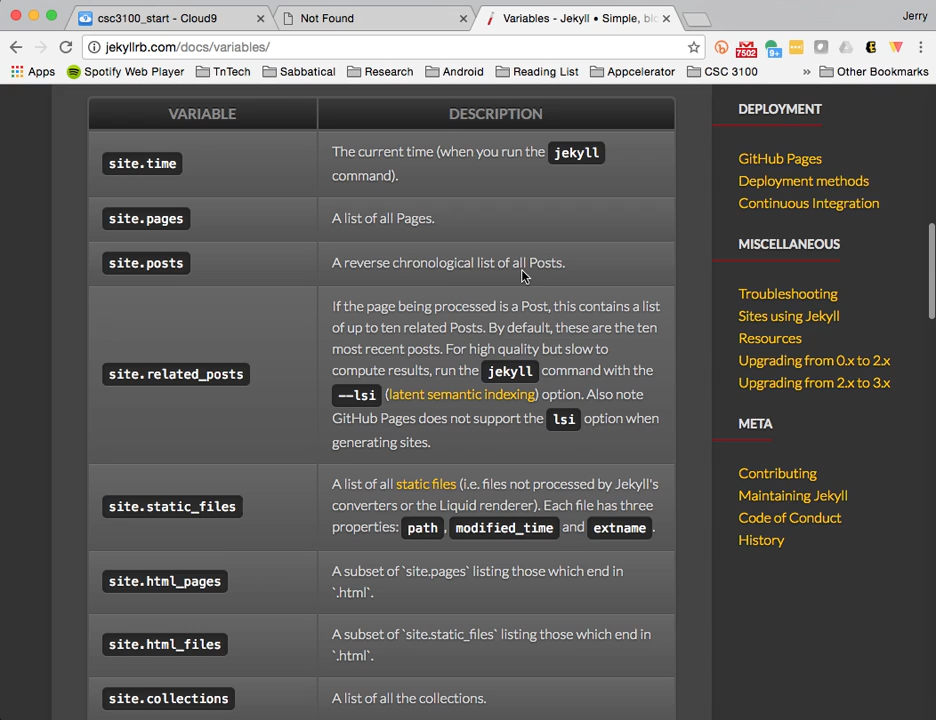 csc3100_start - Cloud9
Not Found
Variables - Jekyll • Simple, blo
Jerry
jekyllrb.com/docs/variables/
7502
9+
Apps
Spotify Web Player
TnTech
Sabbatical
Research
Android
Reading List
Appcelerator
CSC 3100
»
Other Bookmarks
VARIABLE DESCRIPTION
site.time
The current time (when you run the jekyll
command).
site.pages
A list of all Pages.
site.posts
A reverse chronological list of all Posts.
site.related_posts
If the page being processed is a Post, this contains a list
of up to ten related Posts. By default, these are the ten
most recent posts. For high quality but slow to
compute results, run the jekyll command with the
--lsi (latent semantic indexing) option. Also note
GitHub Pages does not support the lsi option when
generating sites.
site.static_files
A list of all static files (i.e. files not processed by Jekyll's
converters or the Liquid renderer). Each file has three
properties: path, modified_time and extname.
site.html_pages
A subset of `site.pages` listing those which end in
`.html`.
site.html_files
A subset of `site.static_files` listing those which end in
`.html`.
site.collections
A list of all the collections.
DEPLOYMENT
GitHub Pages
Deployment methods
Continuous Integration
MISCELLANEOUS
Troubleshooting
Sites using Jekyll
Resources
Upgrading from 0.x to 2.x
Upgrading from 2.x to 3.x
META
Contributing
Maintaining Jekyll
Code of Conduct
History